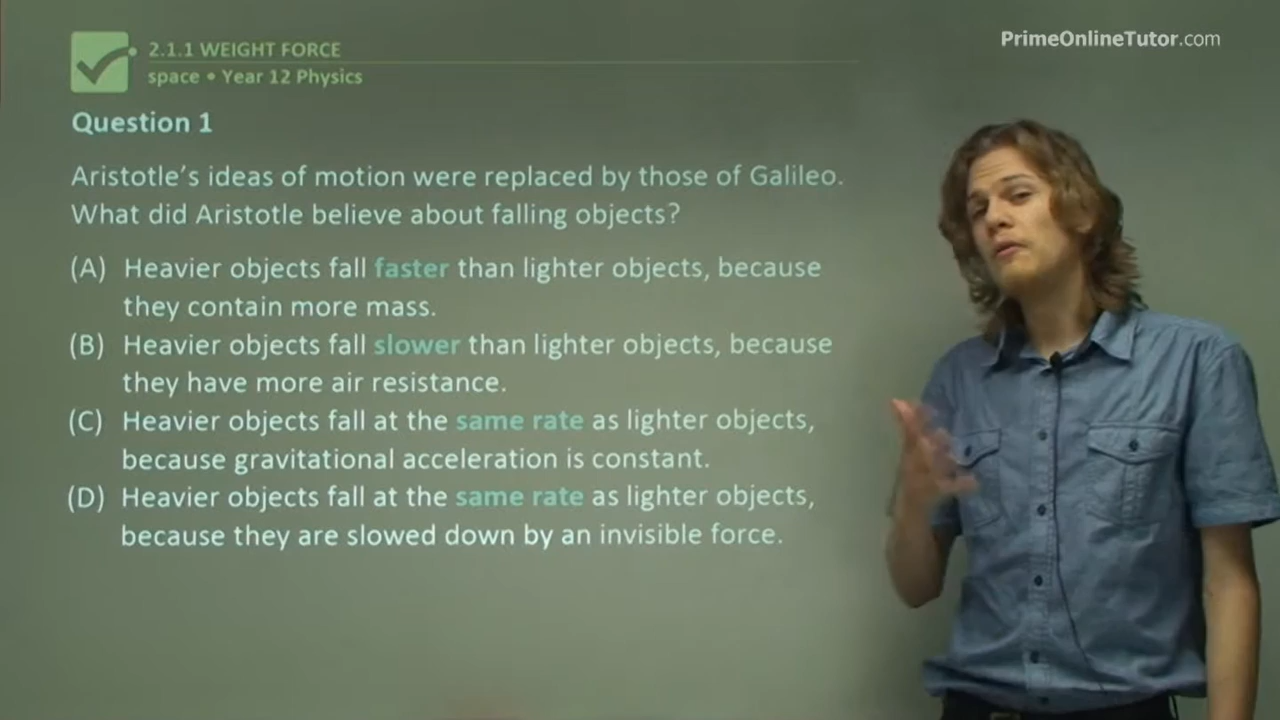 2.1.1 WEIGHT FORCE
space • Year 12 Physics
PrimeOnlineTutor.com
Question 1
Aristotle’s ideas of motion were replaced by those of Galileo.
What did Aristotle believe about falling objects?
(A) Heavier objects fall faster than lighter objects, because
they contain more mass.
(B) Heavier objects fall slower than lighter objects, because
they have more air resistance.
(C) Heavier objects fall at the same rate as lighter objects,
because gravitational acceleration is constant.
(D) Heavier objects fall at the same rate as lighter objects,
because they are slowed down by an invisible force.